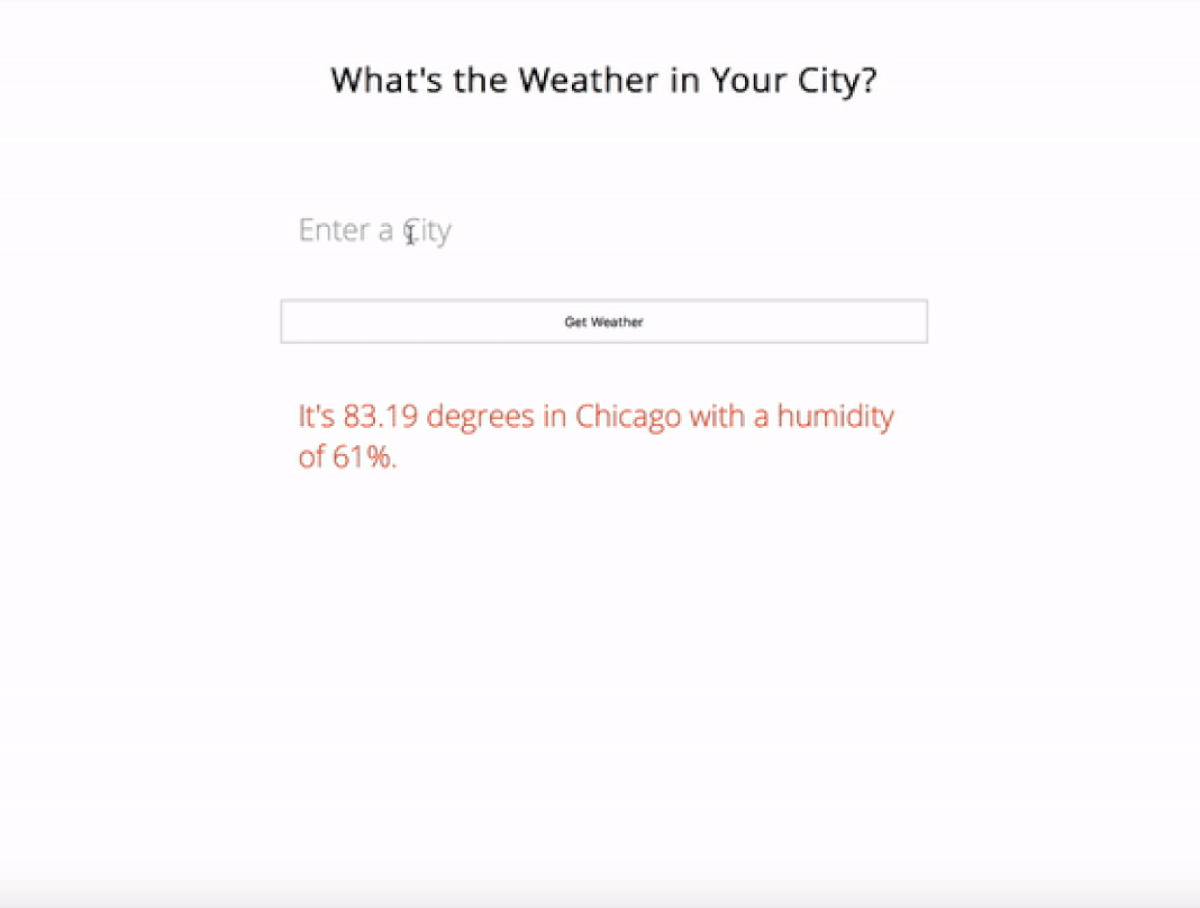 What's the Weather in Your City?
Enter a City
Get Weather
It's 83.19 degrees in Chicago with a humidity
of 61%.